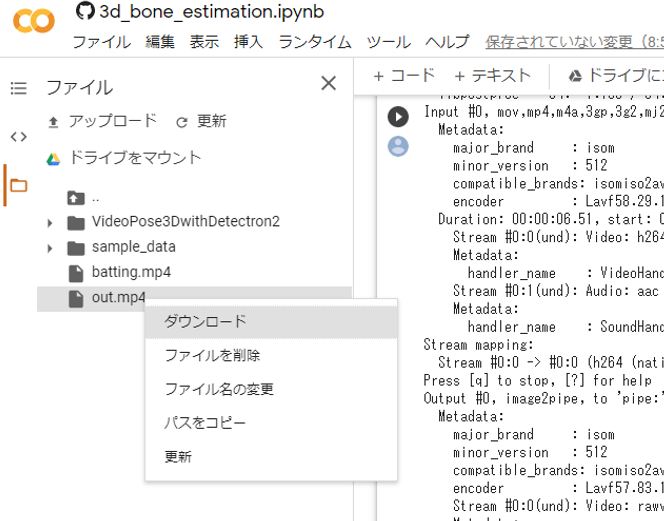 3d_bone_estimation.ipynb
ファイル 編集 表示 挿入 ランタイム ツール ヘルプ 保存されていない変更（8:5
ファイル
アップロード 更新
ドライブをマウント
..
VideoPose3DwithDetectron2
sample_data
batting.mp4
out.mp4
ダウンロード
ファイルを削除
ファイル名の変更
パスをコピー
更新
+ コード + テキスト ドライブにコ
Input #0, mov,mp4,m4a,3gp,3g2,mj2
Metadata:
major_brand : isom
minor_version : 512
compatible_brands: isomiso2av
encoder : Lavf58.29.1
Duration: 00:00:06.51, start: 0
Stream #0:0(und): Video: h264
Metadata:
handler_name : VideoHand
Stream #0:1(und): Audio: aac
Metadata:
handler_name : SoundHand
Stream mapping:
Stream #0:0 -> #0:0 (h264 (nati
Press [q] to stop, [?] for help
Output #0, image2pipe, to 'pipe:'
Metadata:
major_brand : isom
minor_version : 512
compatible_brands: isomiso2av
encoder : Lavf57.83.1
Stream #0:0(und): Video: rawv